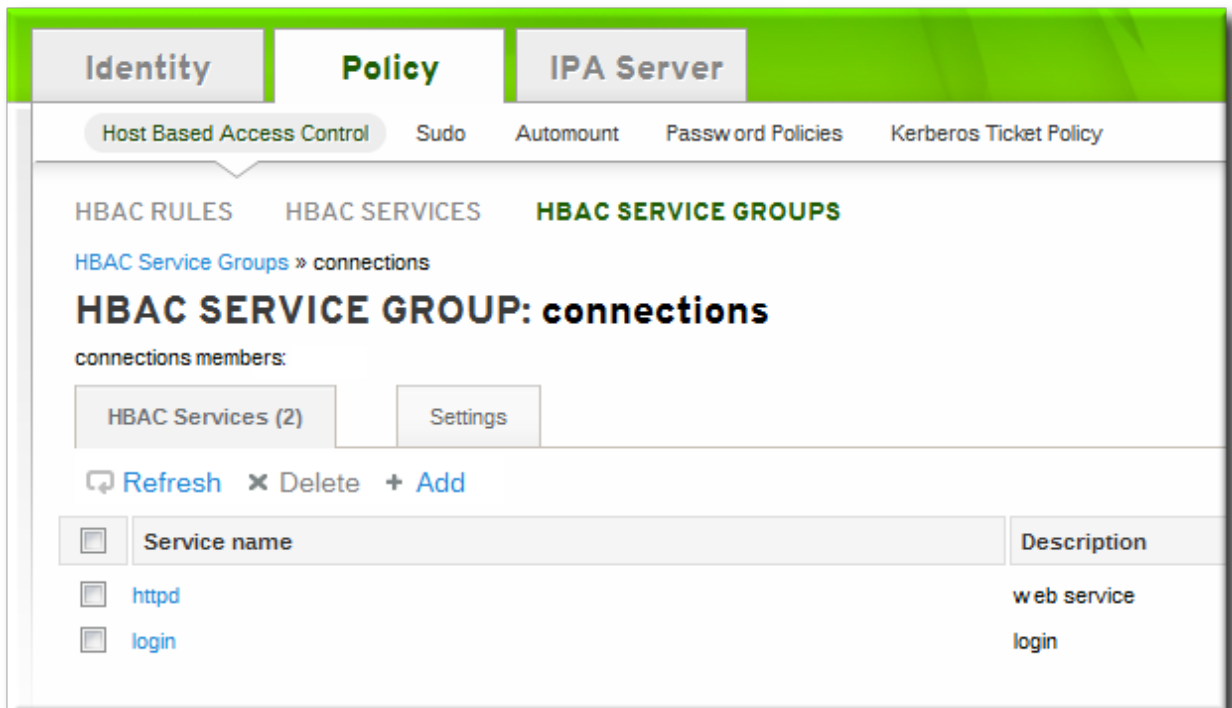 Identity Policy IPA Server
Host Based Access Control Sudo Automount Password Policies Kerberos Ticket Policy
HBAC RULES HBAC SERVICES HBAC SERVICE GROUPS
HBAC Service Groups » connections
HBAC SERVICE GROUP: connections
connections members:
HBAC Services (2) Settings
Refresh Delete + Add
Service name Description
httpd web service
login login